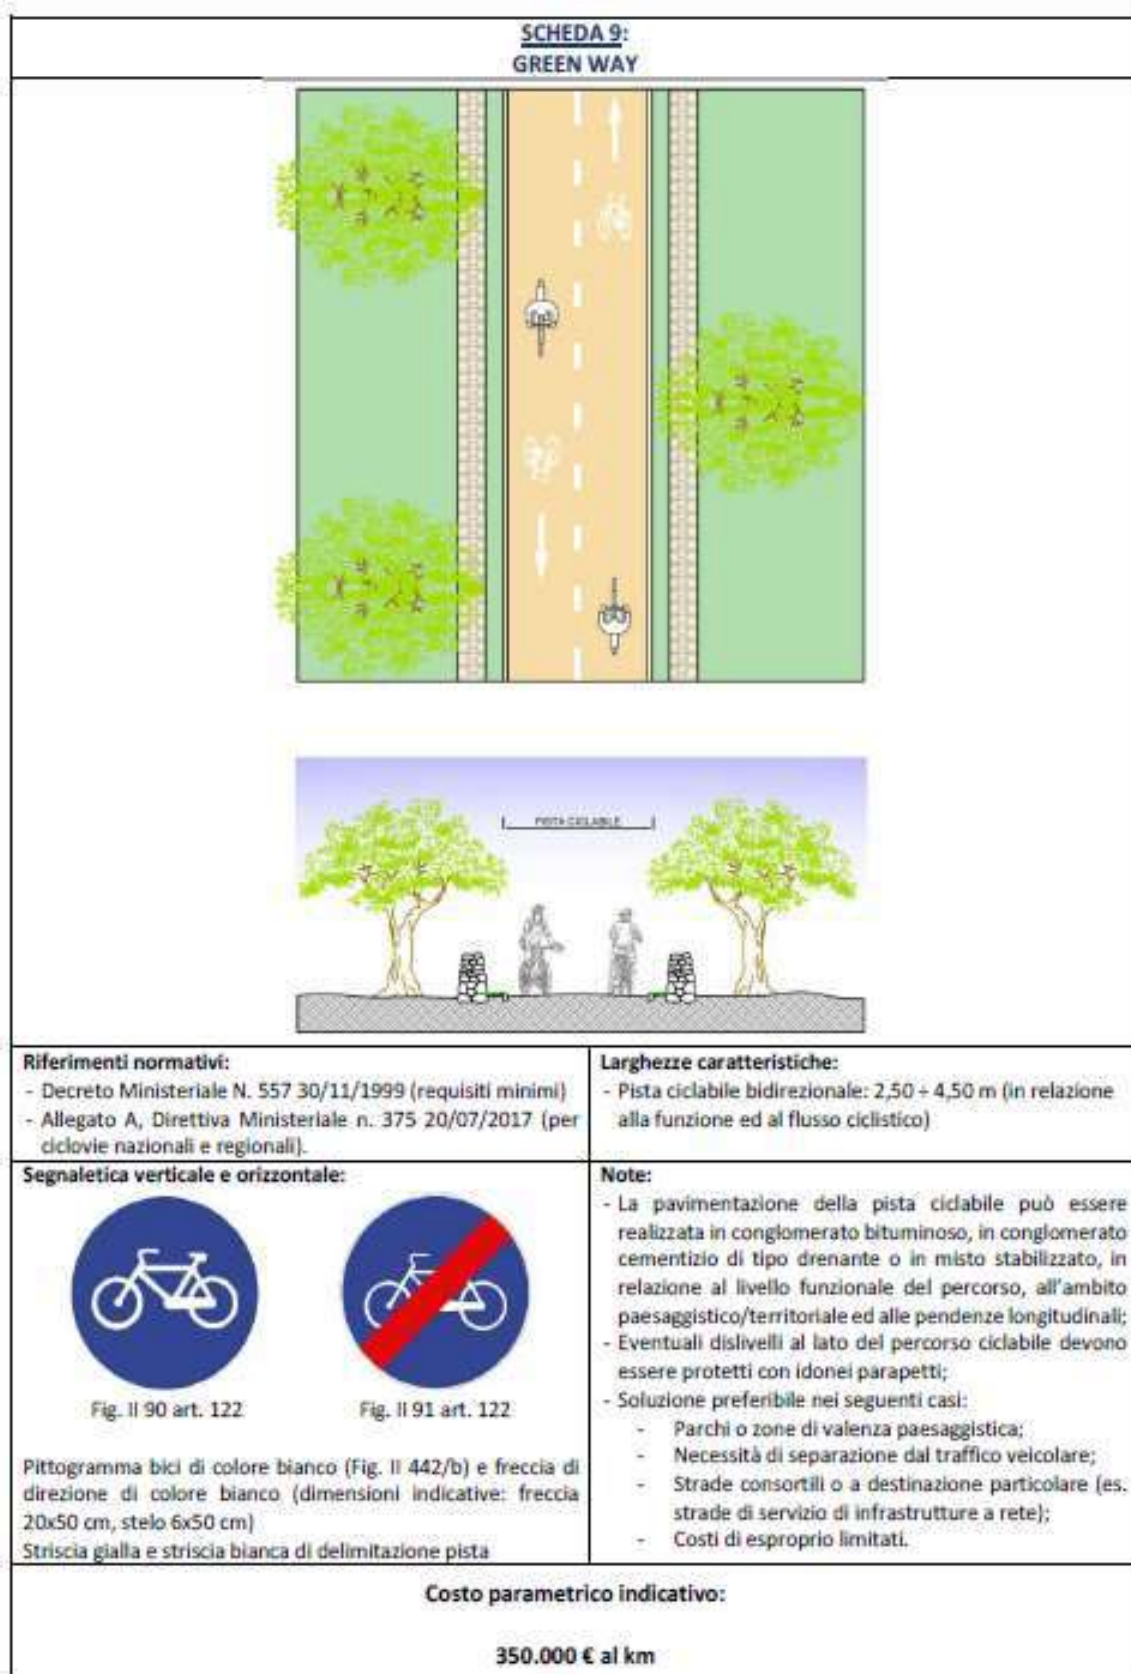 SCHEDA 9:
GREEN WAY
PISTA CICLABILE
Riferimenti normativi:
- Decreto Ministeriale N. 557 30/11/1999 (requisiti minimi)
- Allegato A, Direttiva Ministeriale n. 375 20/07/2017 (per
ciclovie nazionali e regionali).
Larghezze caratteristiche:
- Pista ciclabile bidirezionale: 2,50 ÷ 4,50 m (in relazione
alla funzione ed al flusso ciclistico)
Segnaletica verticale e orizzontale:
Fig. II 90 art. 122
Fig. II 91 art. 122
Pittogramma bici di colore bianco (Fig. II 442/b) e freccia di
direzione di colore bianco (dimensioni indicative: freccia
20x50 cm, stelo 6x50 cm)
Striscia gialla e striscia bianca di delimitazione pista
Note:
- La pavimentazione della pista ciclabile può essere
realizzata in conglomerato bituminoso, in conglomerato
cementizio di tipo drenante o in misto stabilizzato, in
relazione al livello funzionale del percorso, all'ambito
paesaggistico/territoriale ed alle pendenze longitudinali;
- Eventuali dislivelli al lato del percorso ciclabile devono
essere protetti con idonei parapetti;
- Soluzione preferibile nei seguenti casi:
- Parchi o zone di valenza paesaggistica;
- Necessità di separazione dal traffico veicolare;
- Strade consortili o a destinazione particolare (es.
strade di servizio di infrastrutture a rete);
- Costi di esproprio limitati.
Costo parametrico indicativo:
350.000 € al km